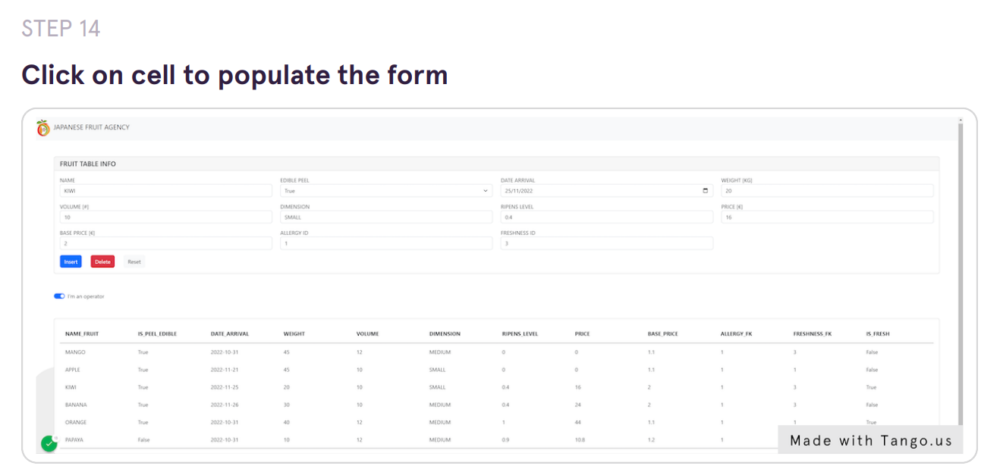 STEP 14
Click on cell to populate the form
JAPANESE FRUIT AGENCY
FRUIT TABLE INFO
NAME EDIBLE PEEL DATE ARRIVAL WEIGHT [KG]
KIWI True 25/11/2022 20
VOLUME [#] DIMENSION RIPENS LEVEL PRICE [€]
10 SMALL 0.4 16
BASE PRICE [€] ALLERGY ID FRESHNESS ID
2 1 3
Insert Delete Reset
I'm an operator
NAME_FRUIT IS_PEEL_EDIBLE DATE_ARRIVAL WEIGHT VOLUME DIMENSION RIPENS_LEVEL PRICE BASE_PRICE ALLERGY_FK FRESHNESS_FK IS_FRESH
MANGO True 2022-10-31 45 12 MEDIUM 0 0 1.1 1 3 False
APPLE True 2022-11-21 45 10 SMALL 0 0 1.1 1 1 False
KIWI True 2022-11-25 20 10 SMALL 0.4 16 2 1 3 True
BANANA True 2022-11-26 30 10 MEDIUM 0.4 24 2 1 3 False
ORANGE True 2022-10-31 40 12 MEDIUM 1 44 1.1 1 1 True
PAPAYA False 2022-10-31 10 12 MEDIUM 0.9 10.8 1.2 1
Made with Tango.us